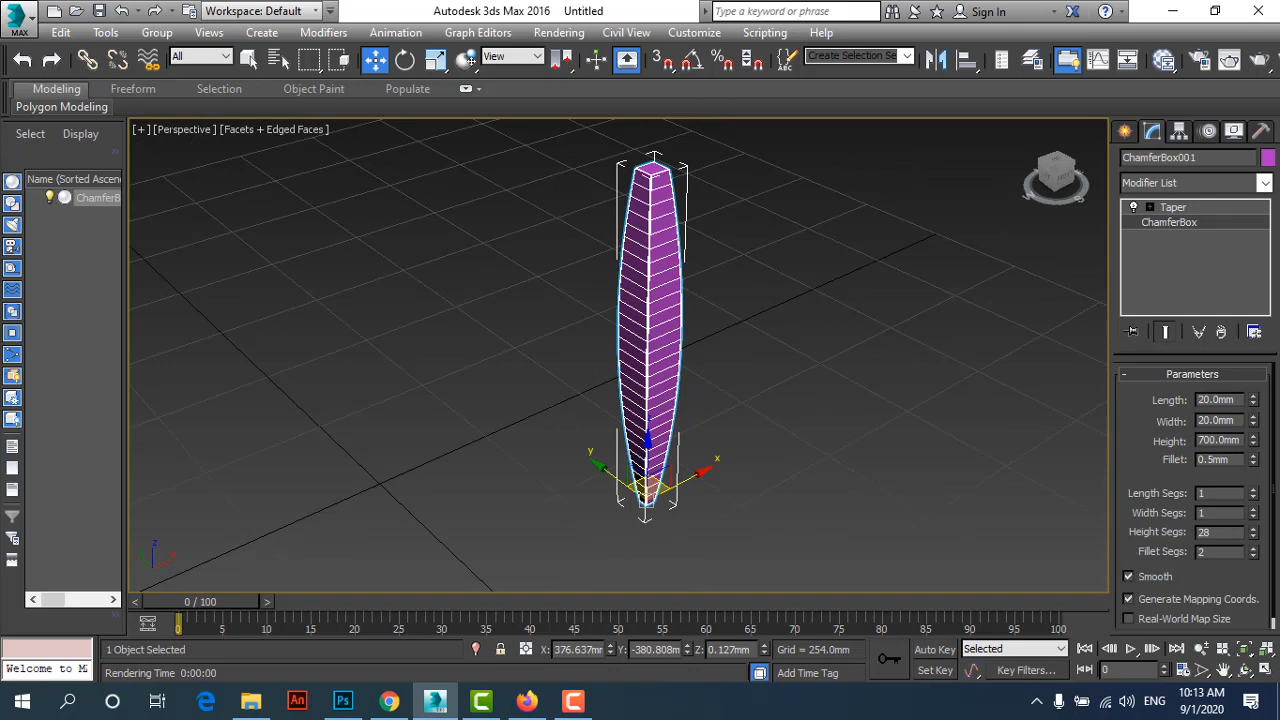 MAX
Workspace: Default
Autodesk 3ds Max 2016
Untitled
Type a keyword or phrase
Sign In
Edit
Tools
Group
Views
Create
Modifiers
Animation
Graph Editors
Rendering
Civil View
Customize
Scripting
Help
All
View
Create Selection Se
Modeling
Freeform
Selection
Object Paint
Populate
Polygon Modeling
Select
Display
[+] [Perspective] [Facets + Edged Faces]
Name (Sorted Ascen
ChamferB
ChamferBox001
Modifier List
Taper
ChamferBox
Parameters
Length: 20.0mm
Width: 20.0mm
Height: 700.0mm
Fillet: 0.5mm
Length Segs: 1
Width Segs: 1
Height Segs: 28
Fillet Segs: 2
Smooth
Generate Mapping Coords.
Real-World Map Size
y
x
z
x
0 / 100
0 5 10 15 20 25 30 35 40 45 50 55 60 65 70 75 80 85 90 95 100
1 Object Selected
X: 376.637mm
Y: -380.808mm
Z: 0.127mm
Grid = 254.0mm
Auto Key
Selected
Welcome to M
Rendering Time 0:00:00
Add Time Tag
Set Key
Key Filters...
0
An
Ps
MAX
ENG
10:13 AM
9/1/2020